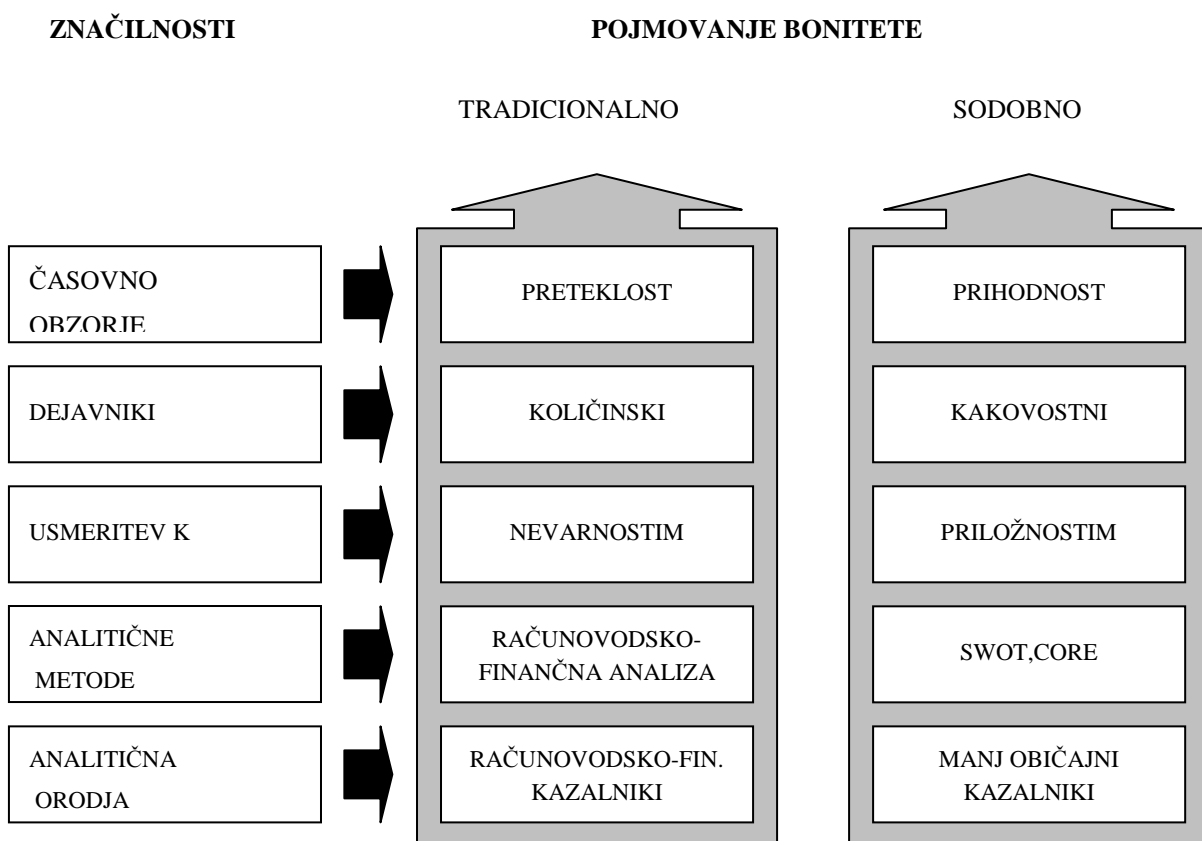 ZNAČILNOSTI POJMOVANJE BONITETE
TRADICIONALNO SODOBNO
ČASOVNO
OBZORJE
PRETEKLOST
PRIHODNOST
DEJAVNIKI
KOLIČINSKI
KAKOVOSTNI
USMERITEV K
NEVARNOSTIM
PRILOŽNOSTIM
ANALITIČNE
METODE
RAČUNOVODSKO-
FINANČNA ANALIZA
SWOT,CORE
ANALITIČNA
ORODJA
RAČUNOVODSKO-FIN.
KAZALNIKI
MANJ OBIČAJNI
KAZALNIKI